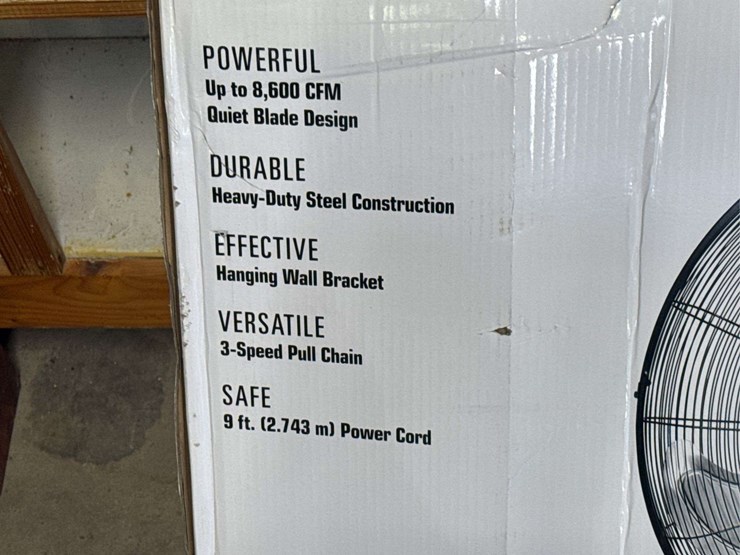 POWERFUL
Up to 8,600 CFM
Quiet Blade Design
DURABLE
Heavy-Duty Steel Construction
EFFECTIVE
Hanging Wall Bracket
VERSATILE
3-Speed Pull Chain
SAFE
9 ft. (2.743 m) Power Cord